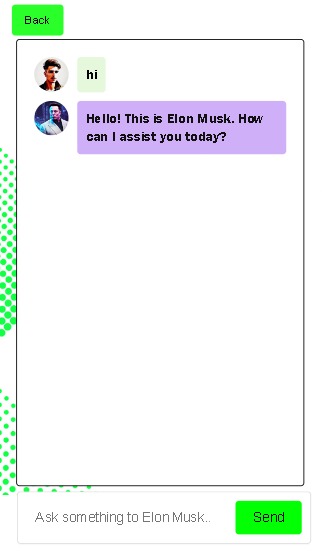 Back
hi
Hello! This is Elon Musk. How
can I assist you today?
Ask something to Elon Musk..
Send